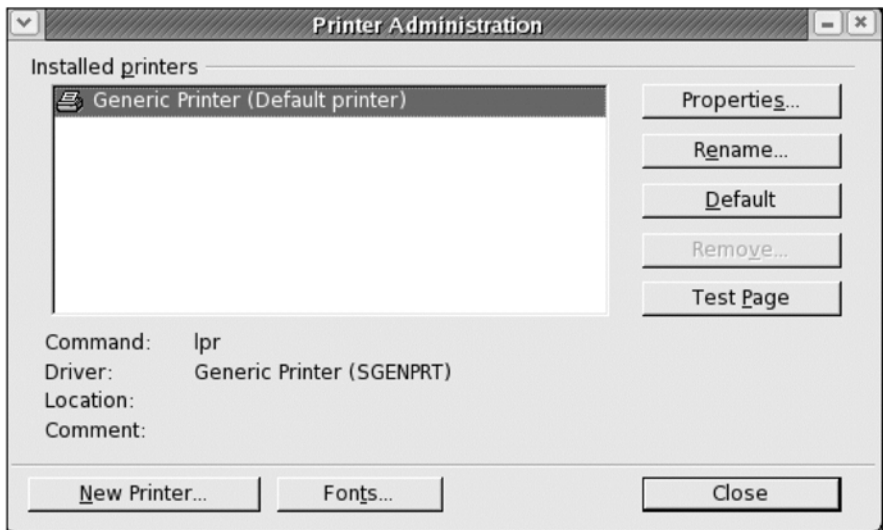 Printer Administration
Installed printers
Generic Printer (Default printer)
Properties...
Rename...
Default
Remove...
Test Page
Command: lpr
Driver: Generic Printer (SGENPRT)
Location:
Comment:
New Printer...
Fonts...
Close